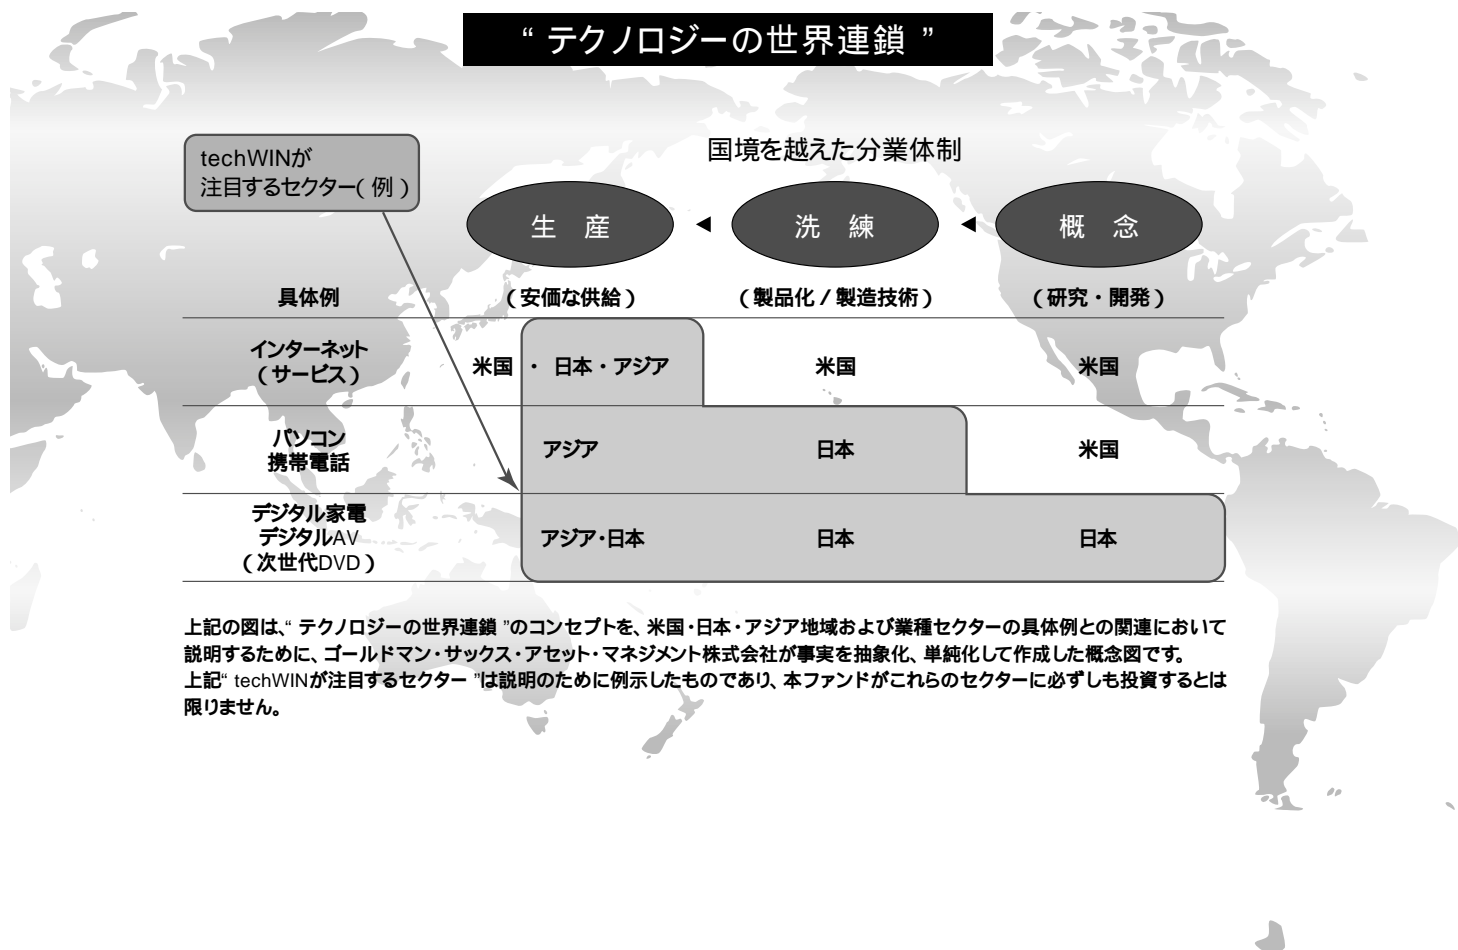 “ テクノロジーの世界連鎖 ”
techWINが
注目するセクター( 例 )
国境を越えた分業体制
生　産 ◀ 洗　練 ◀ 概　念
具体例 ( 安価な供給 ) ( 製品化 / 製造技術 ) ( 研究・開発 )
インターネット
( サービス ) 米国 ・ 日本・アジア 米国 米国
パソコン
携帯電話 アジア 日本 米国
デジタル家電
デジタルAV
( 次世代DVD ) アジア・日本 日本 日本
上記の図は、“ テクノロジーの世界連鎖 ”のコンセプトを、米国・日本・アジア地域および業種セクターの具体例との関連において
説明するために、ゴールドマン・サックス・アセット・マネジメント株式会社が事実を抽象化、単純化して作成した概念図です。
上記“ techWINが注目するセクター ”は説明のために例示したものであり、本ファンドがこれらのセクターに必ずしも投資するとは
限りません。